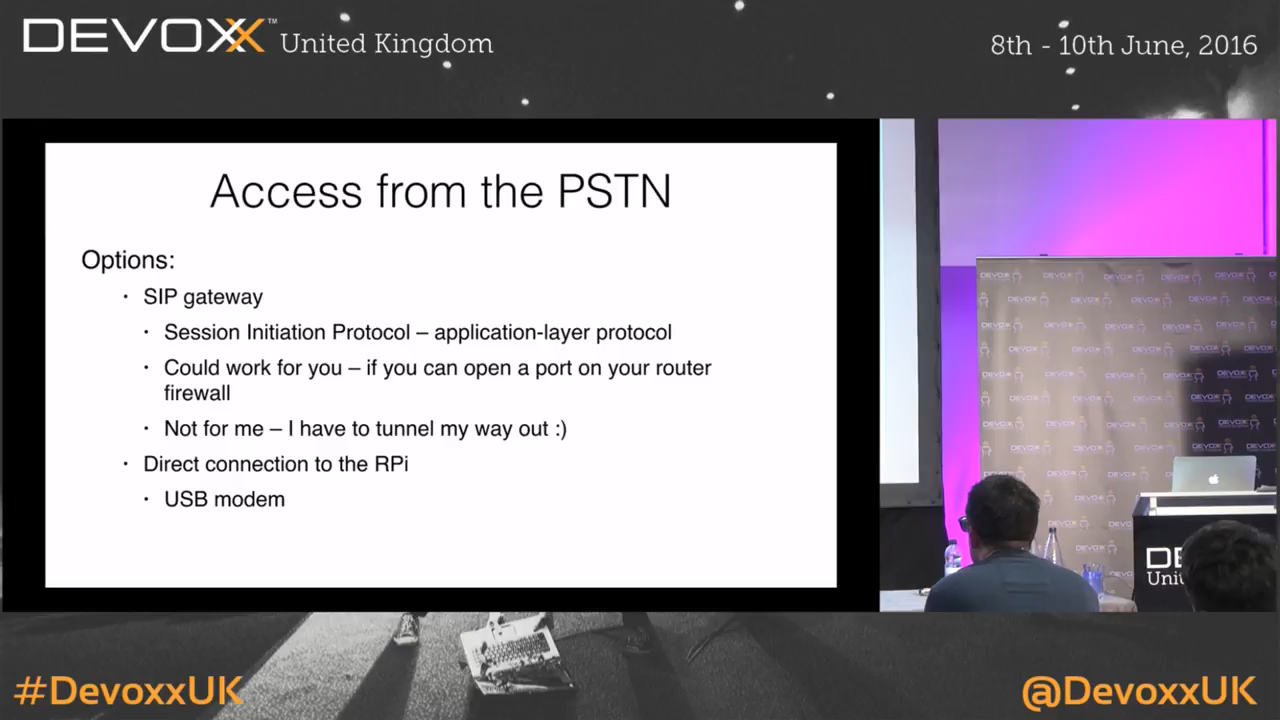 DEVOXX™ United Kingdom
8th - 10th June, 2016
Access from the PSTN
Options:
· SIP gateway
· Session Initiation Protocol – application-layer protocol
· Could work for you – if you can open a port on your router
firewall
· Not for me – I have to tunnel my way out :)
· Direct connection to the RPi
· USB modem
DEVOXX
#DevoxxUK
@DevoxxUK